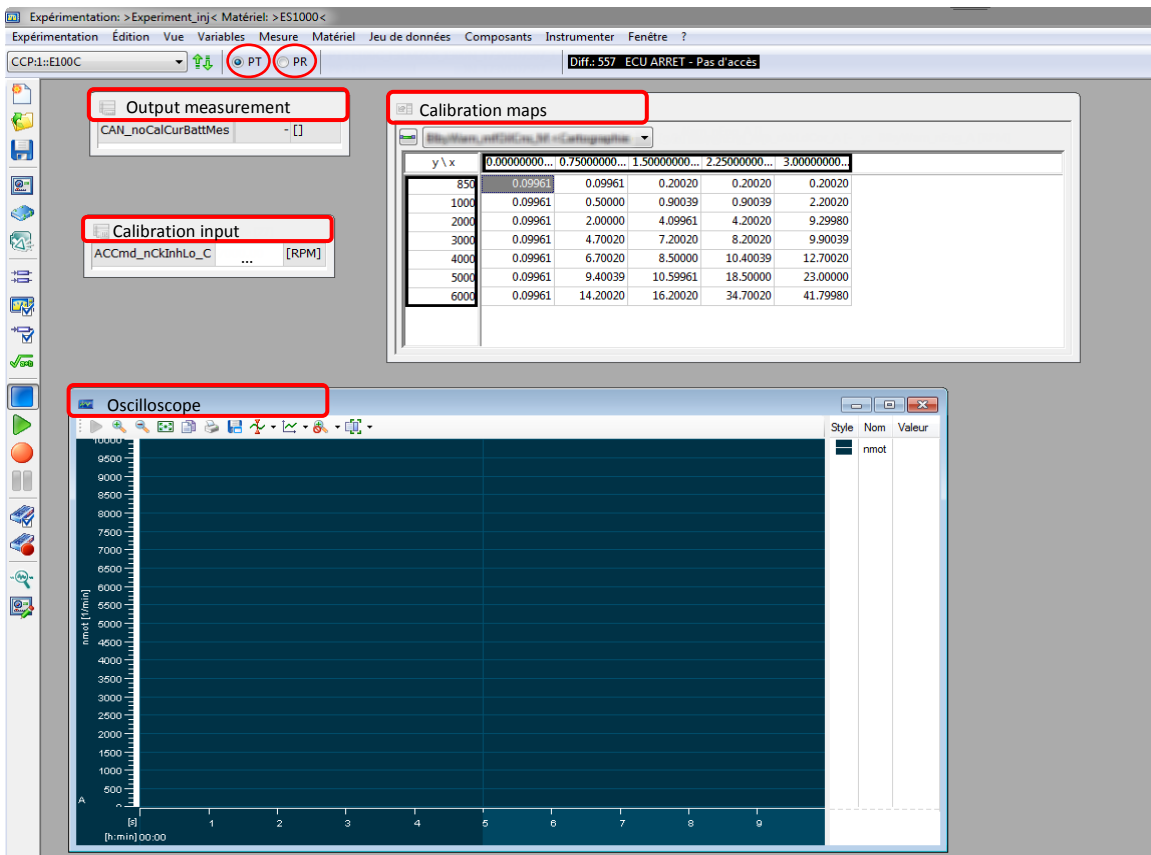 Expérimentation: >Experiment_inj< Matériel: >ES1000<
Expérimentation Édition Vue Variables Mesure Matériel Jeu de données Composants Instrumenter Fenêtre ?
CCP:1::E100C PT PR Diff.: 557 ECU ARRET - Pas d'accès
Output measurement
CAN_noCalCurBattMes - []
Calibration input
ACCmd_nCkInhLo_C ... [RPM]
Calibration maps
y \ x 0.00000000... 0.75000000... 1.50000000... 2.25000000... 3.00000000...
850 0.09961 0.09961 0.20020 0.20020 0.20020
1000 0.09961 0.50000 0.90039 0.90039 2.20020
2000 0.09961 2.00000 4.09961 4.20020 9.29980
3000 0.09961 4.70020 7.20020 8.20020 9.90039
4000 0.09961 6.70020 8.50000 10.40039 12.70020
5000 0.09961 9.40039 10.59961 18.50000 23.00000
6000 0.09961 14.20020 16.20020 34.70020 41.79980
Oscilloscope
Style Nom Valeur
nmot
10000
9500
9000
8500
8000
7500
7000
6500
6000
5500
5000
4500
4000
3500
3000
2500
2000
1500
1000
500
0
nmot [1/min]
A
[s] 1 2 3 4 5 6 7 8 9
[h:min] 00:00